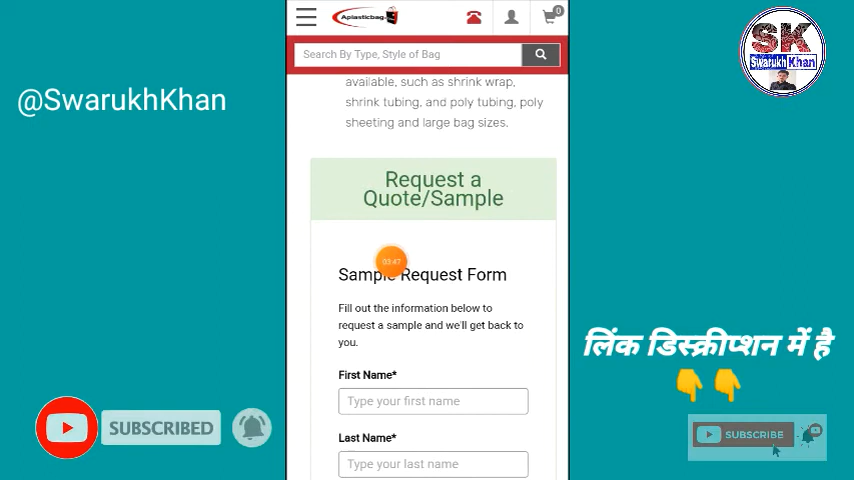 @SwarukhKhan
Aplasticbag
0
Search By Type, Style of Bag
available, such as shrink wrap,
shrink tubing, and poly tubing, poly
sheeting and large bag sizes.
Request a
Quote/Sample
03:47
Sample Request Form
Fill out the information below to
request a sample and we'll get back to
you.
First Name*
Type your first name
Last Name*
Type your last name
SK
Swarukh Khan
लिंक डिस्क्रीप्शन में है
SUBSCRIBED
SUBSCRIBE